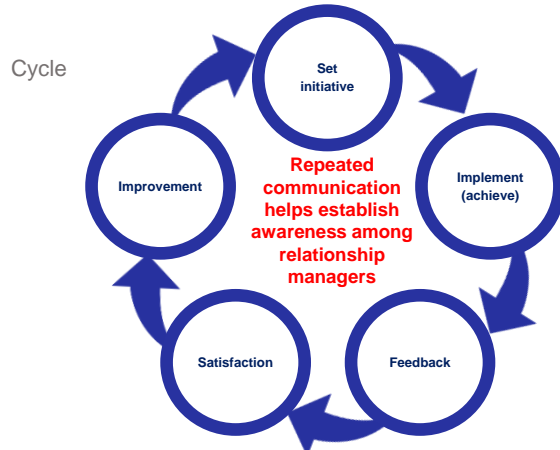 Cycle
Set
initiative
Implement
(achieve)
Feedback
Satisfaction
Improvement
Repeated
communication
helps establish
awareness among
relationship
managers